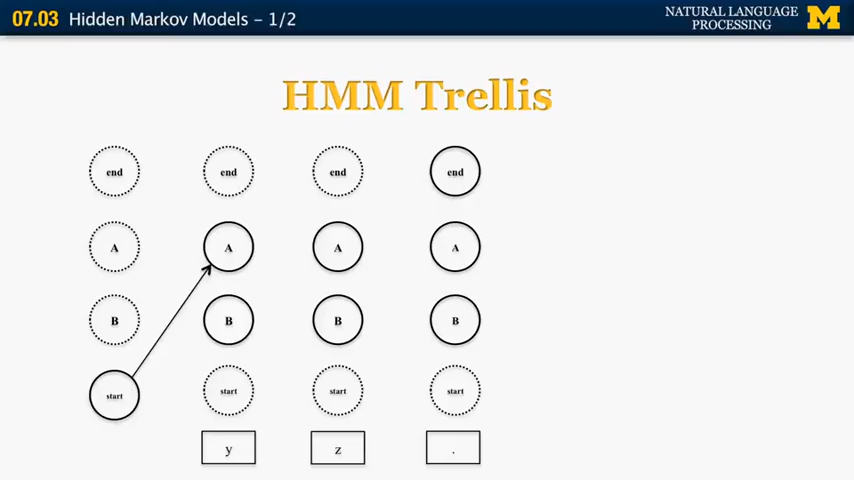 07.03 Hidden Markov Models – 1/2
NATURAL LANGUAGE
PROCESSING
M
HMM Trellis
end end end end
A A A A
B B B B
start start start start
y z .